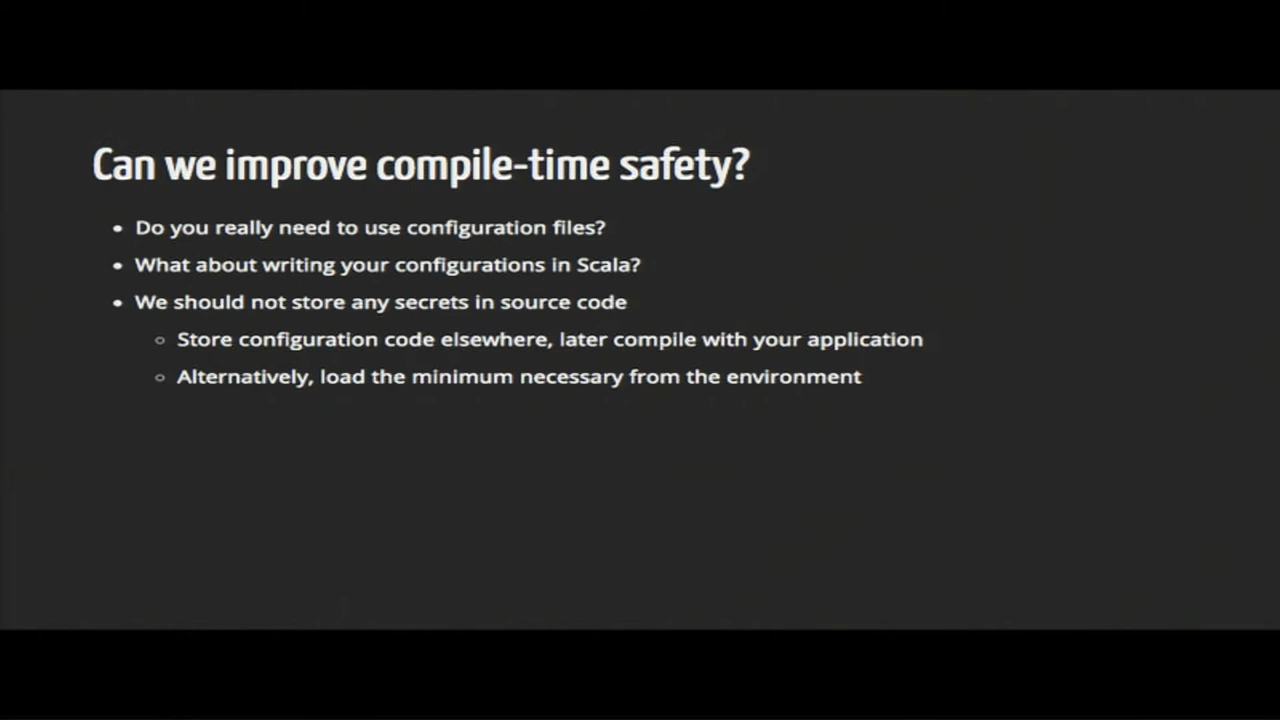 Can we improve compile-time safety?
• Do you really need to use configuration files?
• What about writing your configurations in Scala?
• We should not store any secrets in source code
◦ Store configuration code elsewhere, later compile with your application
◦ Alternatively, load the minimum necessary from the environment